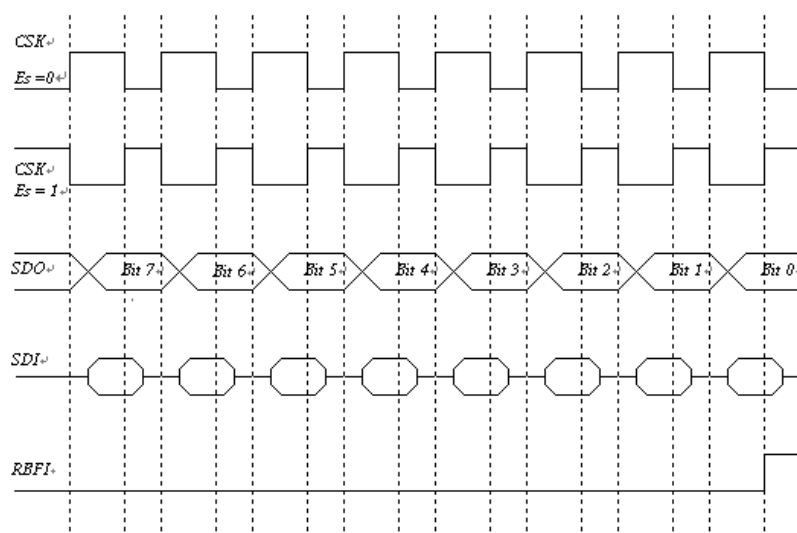 CSK↵
Es =0↵
CSK↵
Es = 1↵
SDO↵
Bit 7
Bit 6
Bit 5
Bit 4
Bit 3
Bit 2
Bit 1
Bit 0
SDI↵
RBFI↵